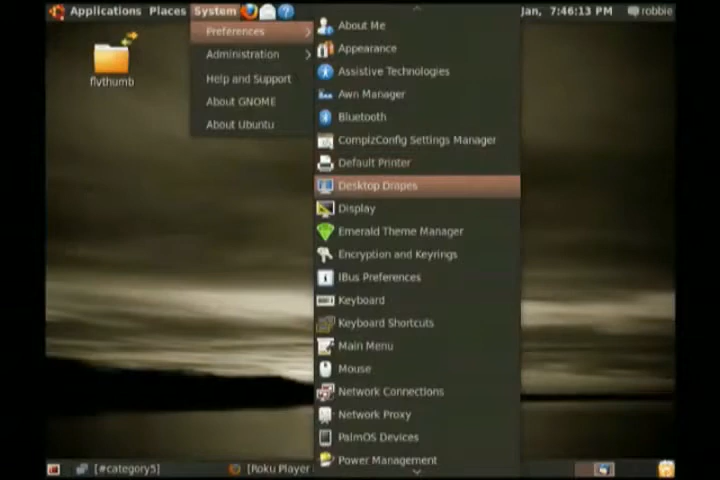 Applications Places System
Jan, 7:46:13 PM robbie
flythumb
Preferences
Administration
Help and Support
About GNOME
About Ubuntu
About Me
Appearance
Assistive Technologies
Awn Manager
Bluetooth
CompizConfig Settings Manager
Default Printer
Desktop Drapes
Display
Emerald Theme Manager
Encryption and Keyrings
IBus Preferences
Keyboard
Keyboard Shortcuts
Main Menu
Mouse
Network Connections
Network Proxy
PalmOS Devices
Power Management
[#category5]
[Roku Player